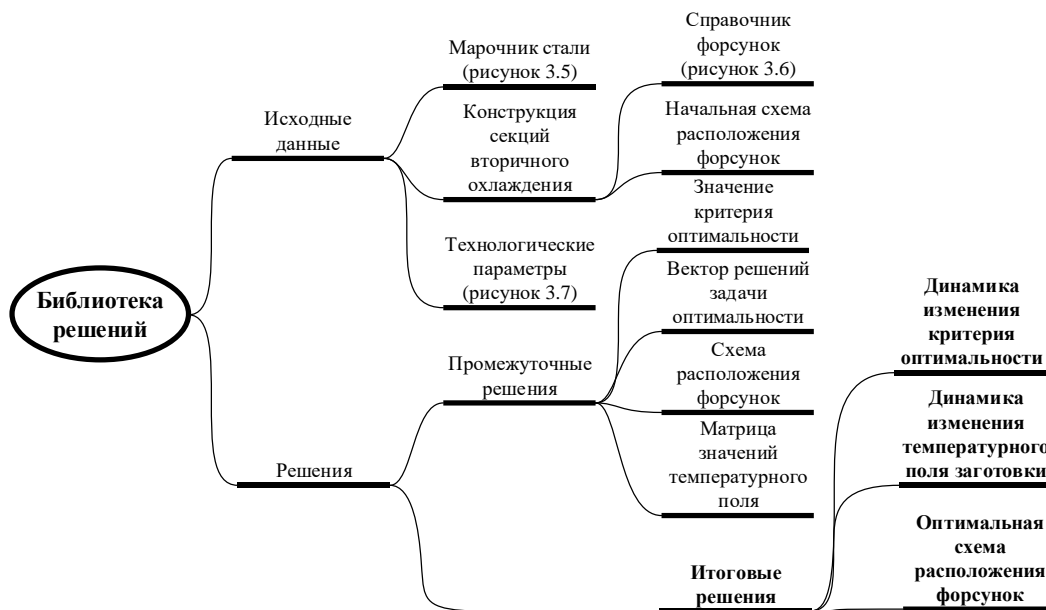 Библиотека
решений
Исходные
данные
Марочник стали
(рисунок 3.5)
Конструкция
секций
вторичного
охлаждения
Справочник
форсунок
(рисунок 3.6)
Начальная схема
расположения
форсунок
Технологические
параметры
(рисунок 3.7)
Решения
Промежуточные
решения
Значение
критерия
оптимальности
Вектор решений
задачи
оптимальности
Схема
расположения
форсунок
Матрица
значений
температурного
поля
Итоговые
решения
Динамика
изменения
критерия
оптимальности
Динамика
изменения
температурного
поля заготовки
Оптимальная
схема
расположения
форсунок